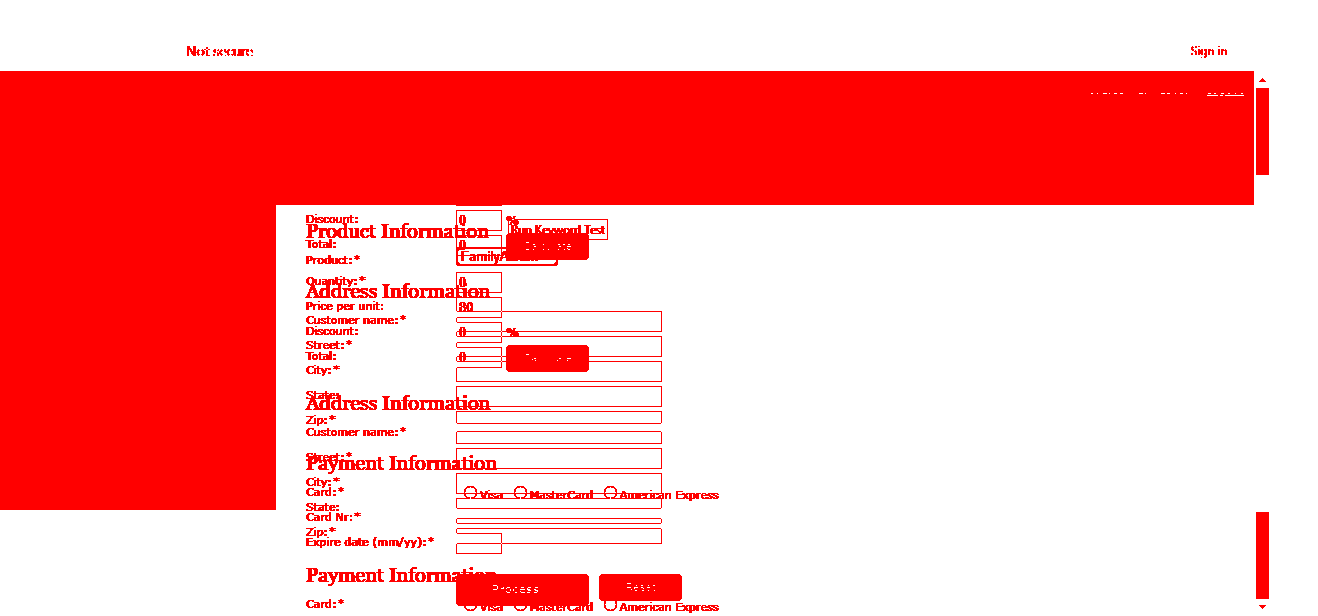 Not secure
Sign in
Discount: 0 %
Product Information
Run Keyword Test
Total: 0
Product:*
Quantity:* 0
Address Information
Price per unit: 80
Customer name:*
Discount: 0 %
Street:*
Total: 0
City:*
State:
Address Information
Zip:*
Customer name:*
Street:*
Payment Information
City:*
Card:* Visa MasterCard American Express
State:
Card Nr:*
Zip:*
Expire date (mm/yy):*
Payment Information
Process Reset
Card:* Visa MasterCard American Express